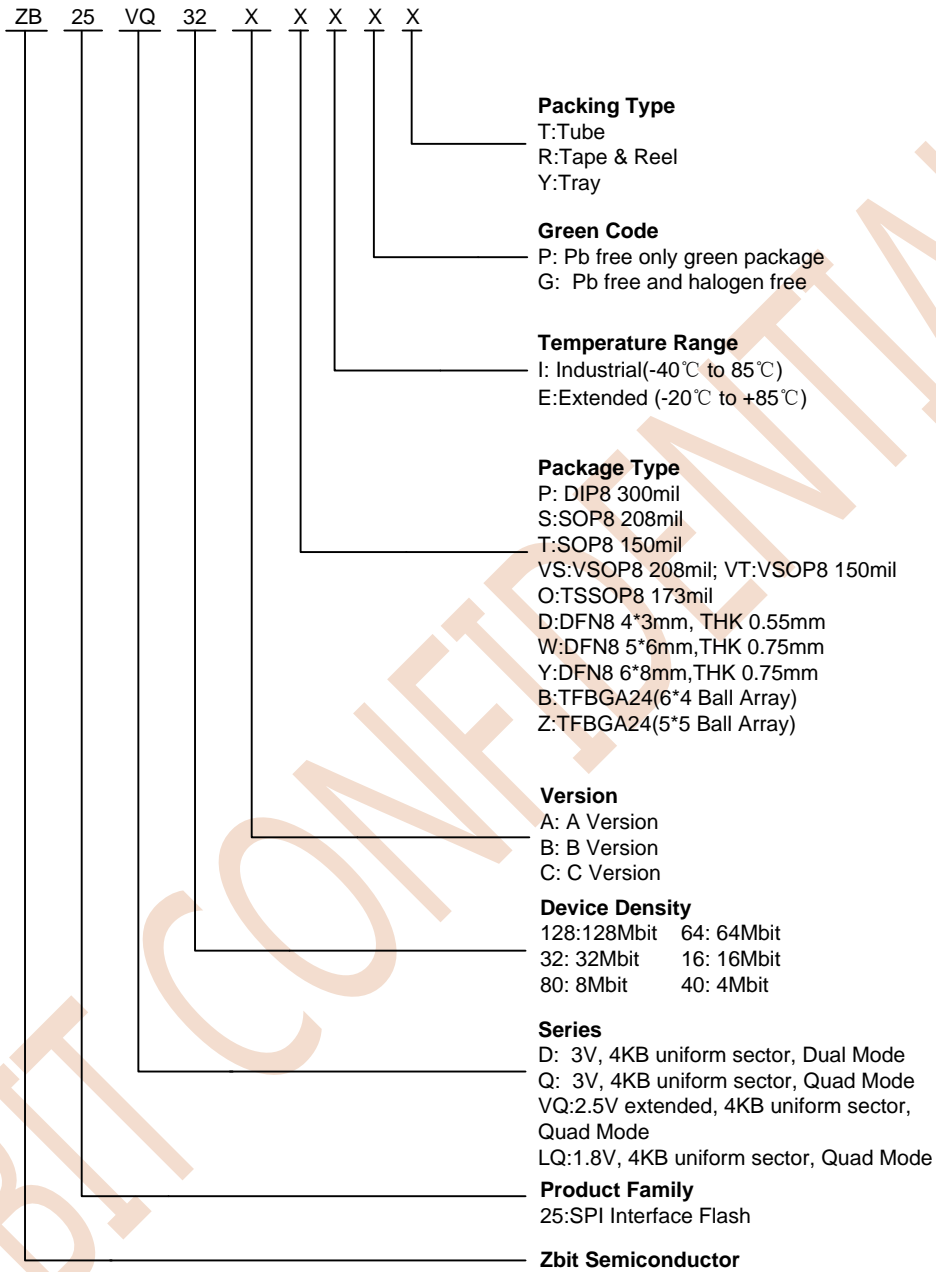 ZB 25 VQ 32 X X X X X
Packing Type
T:Tube
R:Tape & Reel
Y:Tray
Green Code
P: Pb free only green package
G: Pb free and halogen free
Temperature Range
I: Industrial(-40℃ to 85℃)
E:Extended (-20℃ to +85℃)
Package Type
P: DIP8 300mil
S:SOP8 208mil
T:SOP8 150mil
VS:VSOP8 208mil; VT:VSOP8 150mil
O:TSSOP8 173mil
D:DFN8 4*3mm, THK 0.55mm
W:DFN8 5*6mm,THK 0.75mm
Y:DFN8 6*8mm,THK 0.75mm
B:TFBGA24(6*4 Ball Array)
Z:TFBGA24(5*5 Ball Array)
Version
A: A Version
B: B Version
C: C Version
Device Density
128:128Mbit 64: 64Mbit
32: 32Mbit 16: 16Mbit
80: 8Mbit 40: 4Mbit
Series
D: 3V, 4KB uniform sector, Dual Mode
Q: 3V, 4KB uniform sector, Quad Mode
VQ:2.5V extended, 4KB uniform sector,
Quad Mode
LQ:1.8V, 4KB uniform sector, Quad Mode
Product Family
25:SPI Interface Flash
Zbit Semiconductor
BIT CONFIDENTIA